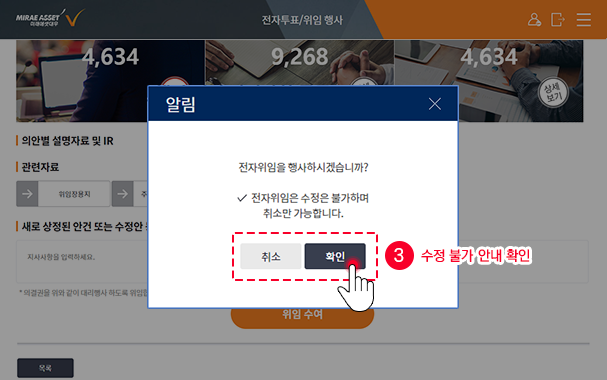 MIRAE ASSET
미래에셋대우
전자투표/위임 행사
4,634
9,268
4,634
상세
보기
의안별 설명자료 및 IR
관련자료
위임장용지
새로 상정된 안건 또는 수정안
지시사항을 입력하세요.
* 의결권을 위와 같이 대리행사 하도록 위임
위임 수여
목록
알림
전자위임을 행사하시겠습니까?
전자위임은 수정은 불가하며
취소만 가능합니다.
취소
확인
3 수정 불가 안내 확인